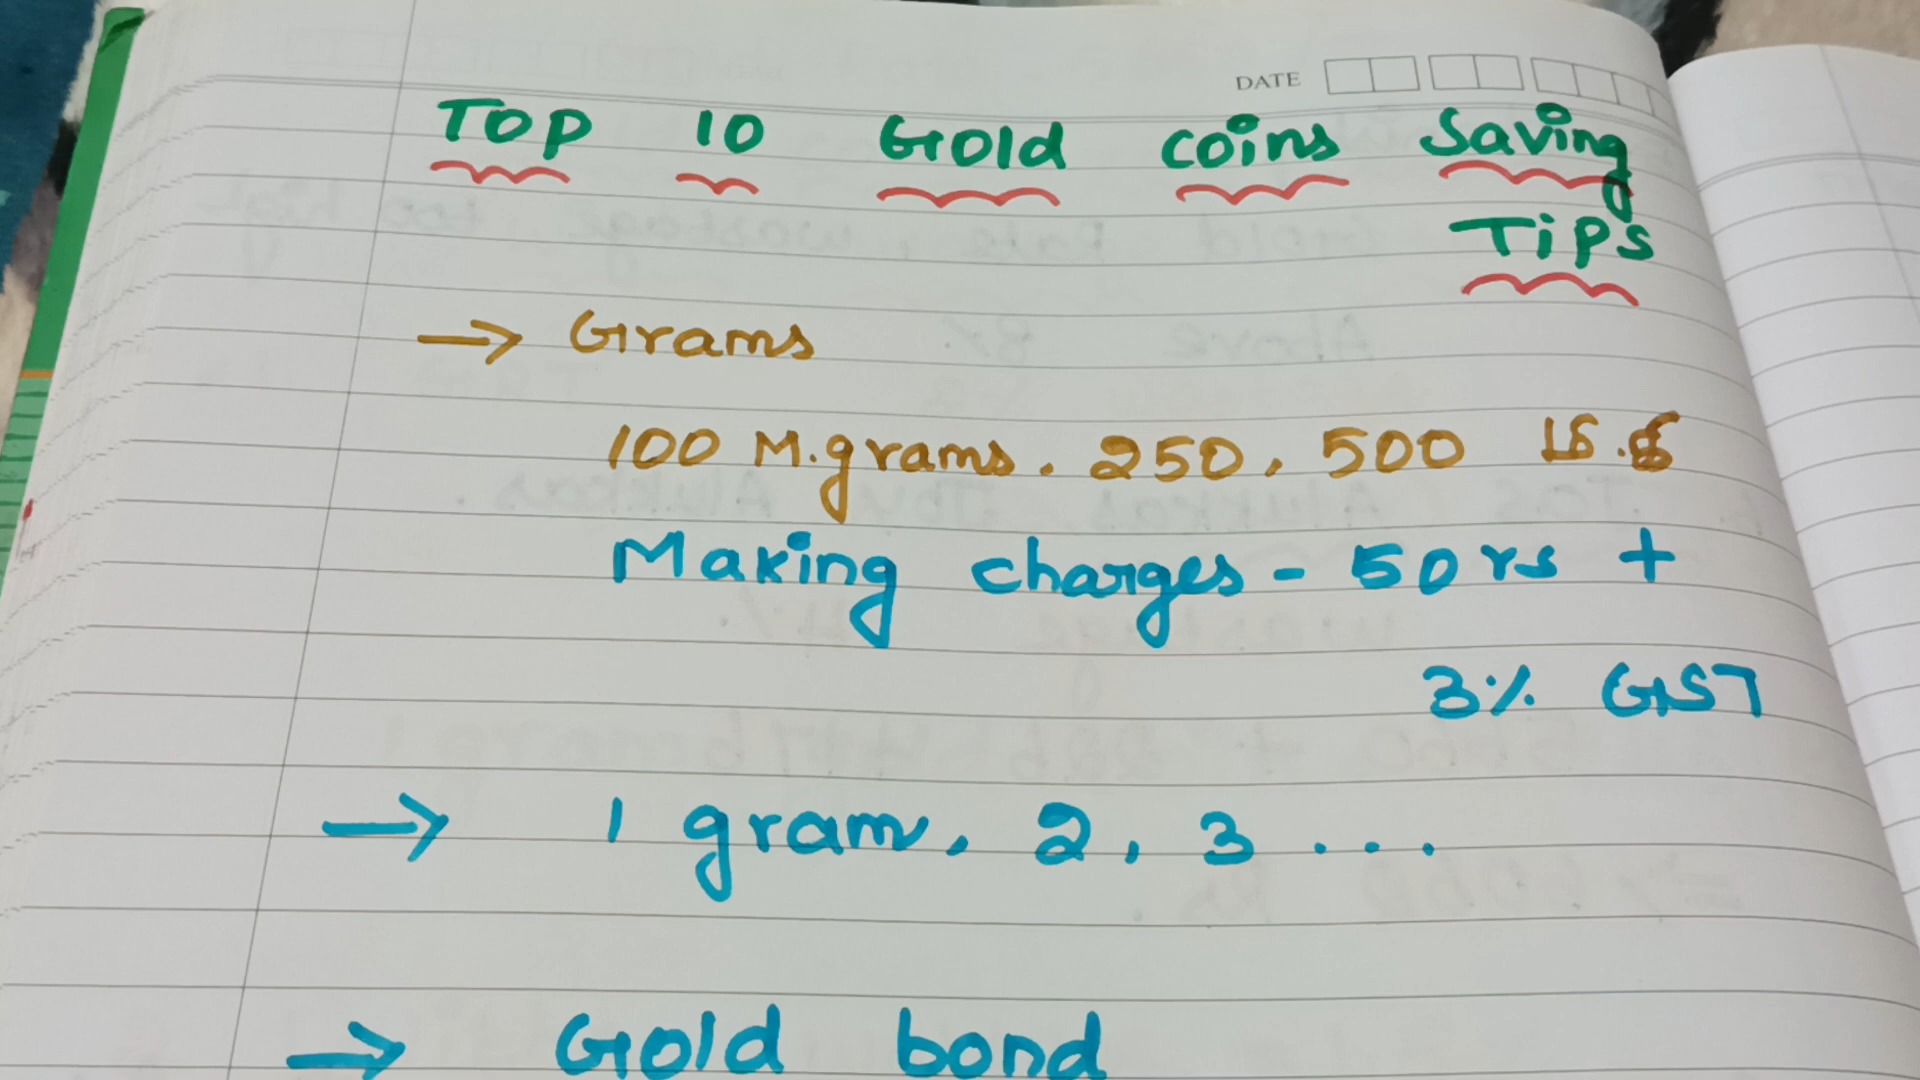 DATE
Top 10 Gold coins Saving
Tips
→ Grams
100 M.grams. 250, 500 மி.கி
Making charges - 50 rs +
3% GST
→ 1 gram, 2, 3 ...
→ Gold bond